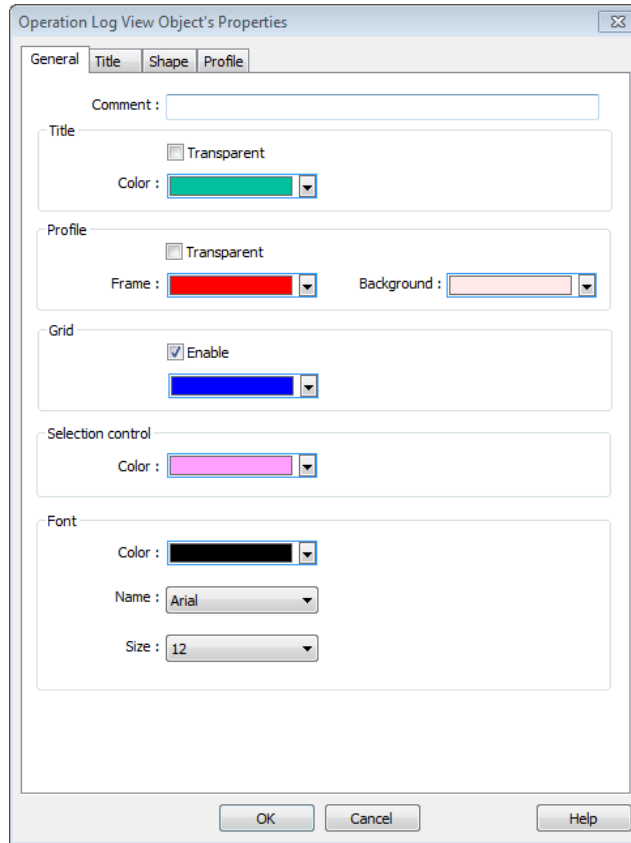 Operation Log View Object's Properties
General Title Shape Profile
Comment :
Title
Transparent
Color :
Profile
Transparent
Frame : Background :
Grid
Enable
Selection control
Color :
Font
Color :
Name : Arial
Size : 12
OK Cancel Help